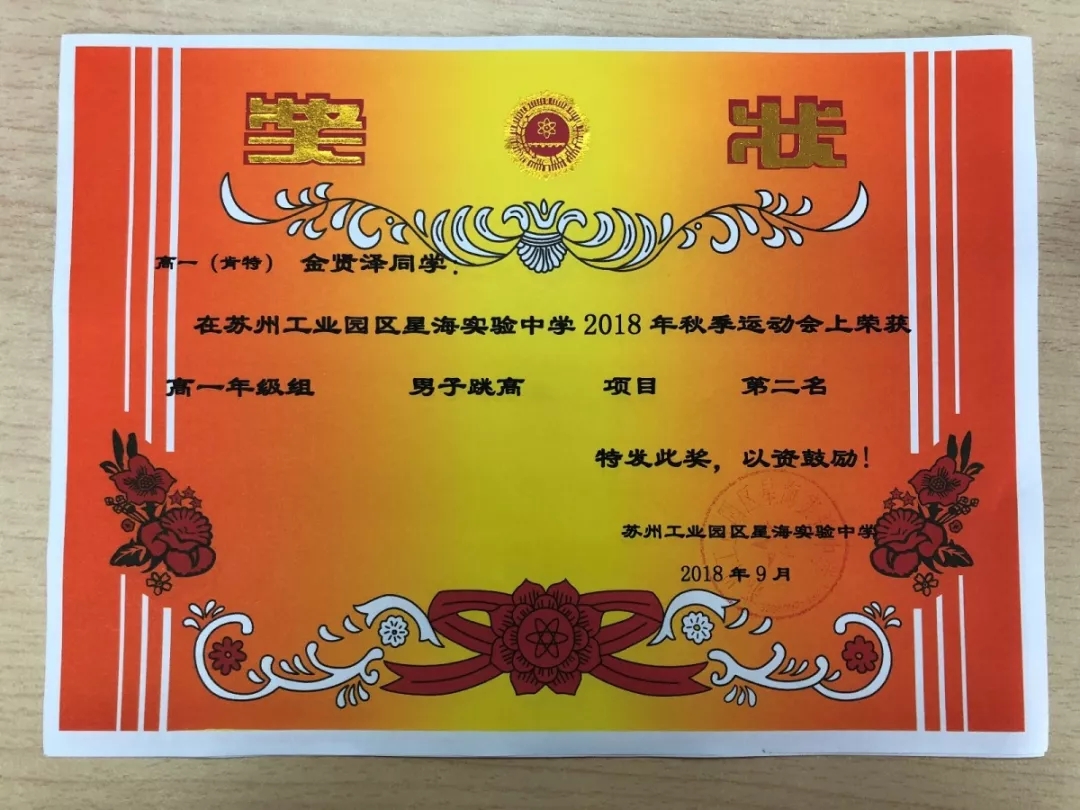 奖 状
高一（肯特） 金贤泽同学：
在苏州工业园区星海实验中学2018年秋季运动会上荣获
高一年级组 男子跳高 项目 第二名
特发此奖，以资鼓励！
苏州工业园区星海实验中学
2018年9月